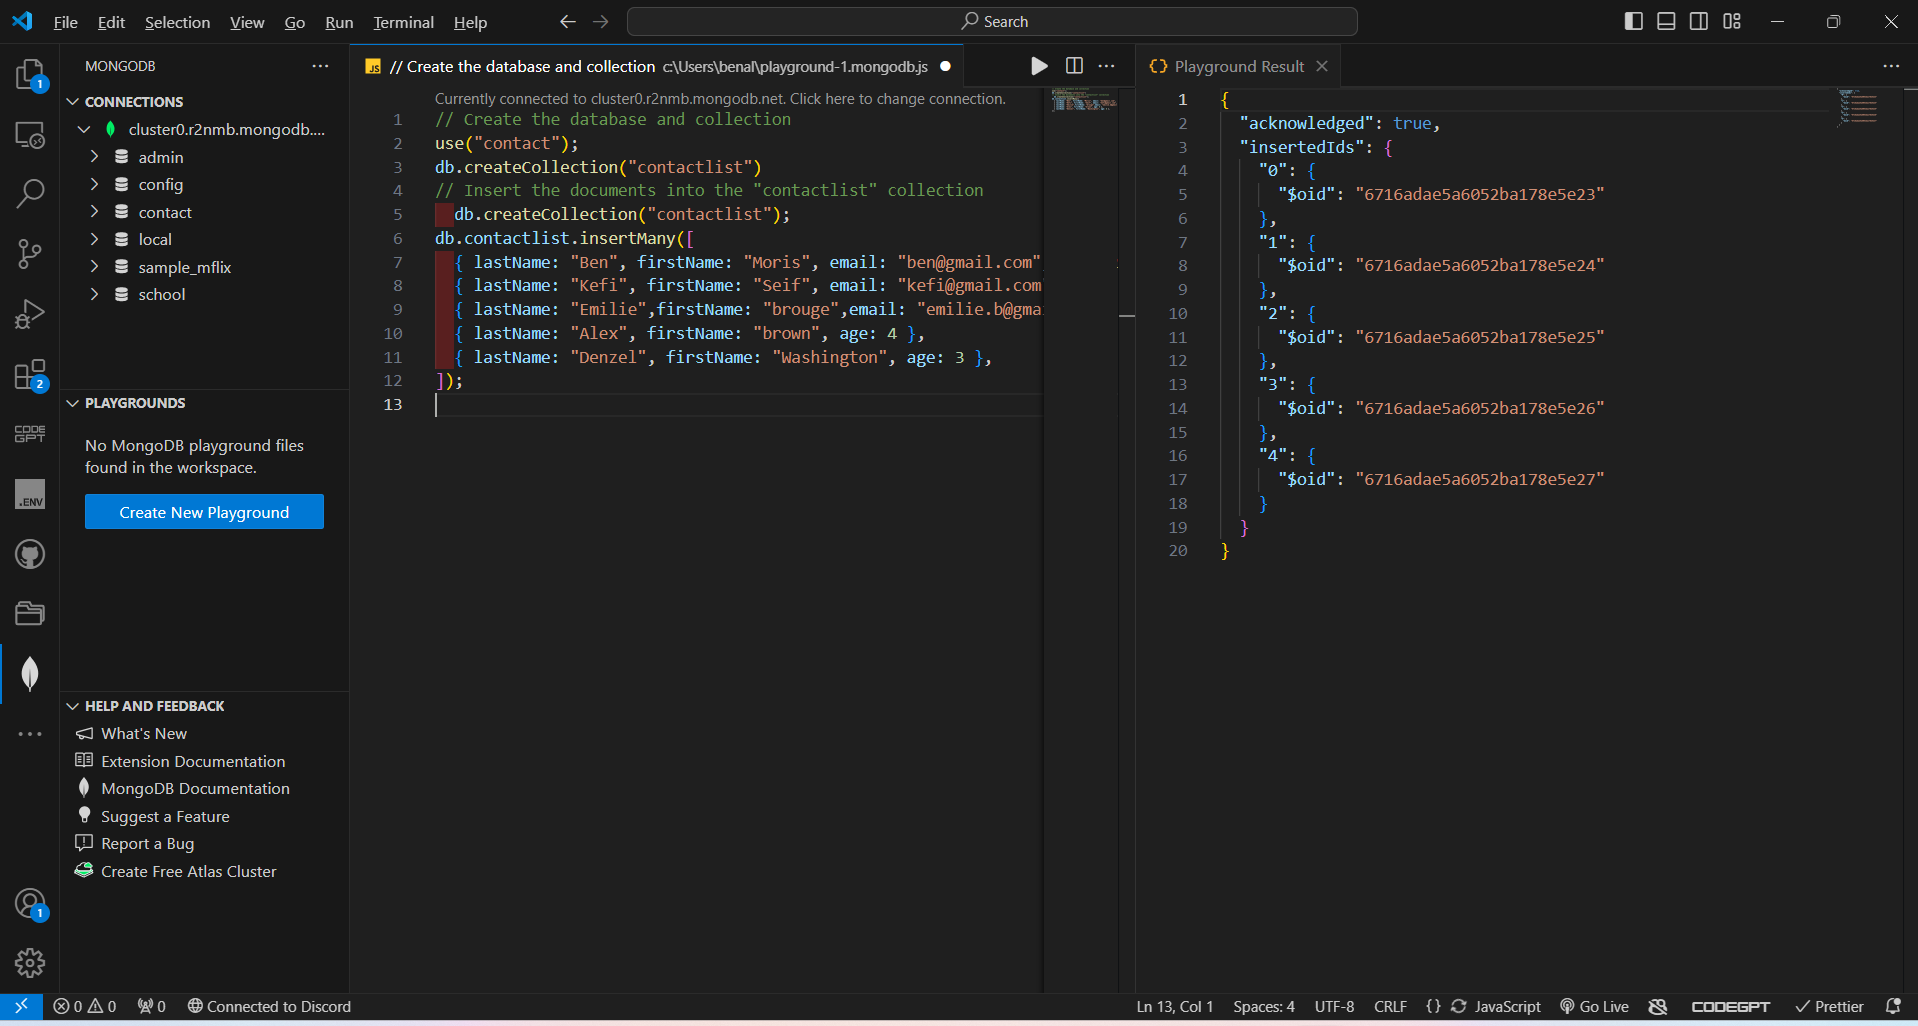 File Edit Selection View Go Run Terminal Help
Search
MONGODB
CONNECTIONS
cluster0.r2nmb.mongodb....
admin
config
contact
local
sample_mflix
school
PLAYGROUNDS
No MongoDB playground files
found in the workspace.
Create New Playground
HELP AND FEEDBACK
What's New
Extension Documentation
MongoDB Documentation
Suggest a Feature
Report a Bug
Create Free Atlas Cluster
1
2
CODE
GPT
.ENV
1
JS // Create the database and collection c:\Users\benal\playground-1.mongodb.js
Currently connected to cluster0.r2nmb.mongodb.net. Click here to change connection.
1 // Create the database and collection
2 use("contact");
3 db.createCollection("contactlist")
4 // Insert the documents into the "contactlist" collection
5 db.createCollection("contactlist");
6 db.contactlist.insertMany([
7 { lastName: "Ben", firstName: "Moris", email: "ben@gmail.com"
8 { lastName: "Kefi", firstName: "Seif", email: "kefi@gmail.com
9 { lastName: "Emilie",firstName: "brouge",email: "emilie.b@gma
10 { lastName: "Alex", firstName: "brown", age: 4 },
11 { lastName: "Denzel", firstName: "Washington", age: 3 },
12 ]);
13
{} Playground Result
1 {
2 "acknowledged": true,
3 "insertedIds": {
4 "0": {
5 "$oid": "6716adae5a6052ba178e5e23"
6 },
7 "1": {
8 "$oid": "6716adae5a6052ba178e5e24"
9 },
10 "2": {
11 "$oid": "6716adae5a6052ba178e5e25"
12 },
13 "3": {
14 "$oid": "6716adae5a6052ba178e5e26"
15 },
16 "4": {
17 "$oid": "6716adae5a6052ba178e5e27"
18 }
19 }
20 }
0 0 0 Connected to Discord Ln 13, Col 1 Spaces: 4 UTF-8 CRLF {} JavaScript Go Live CODEGPT Prettier